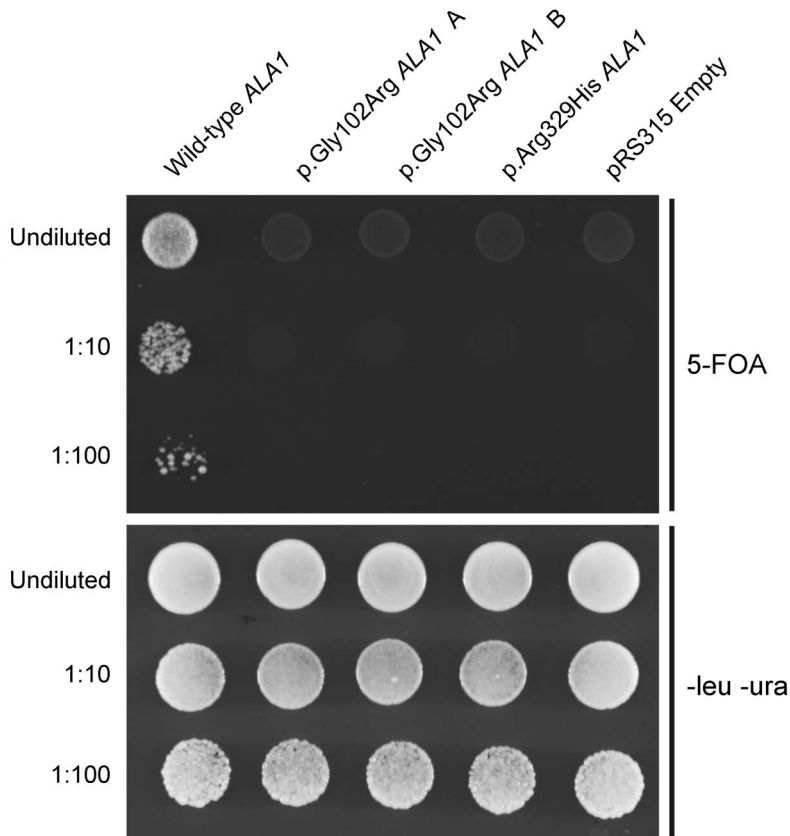 Wild-type ALA1
p.Gly102Arg ALA1 A
p.Gly102Arg ALA1 B
p.Arg329His ALA1
pRS315 Empty
Undiluted
1:10
1:100
5-FOA
Undiluted
1:10
1:100
-leu -ura